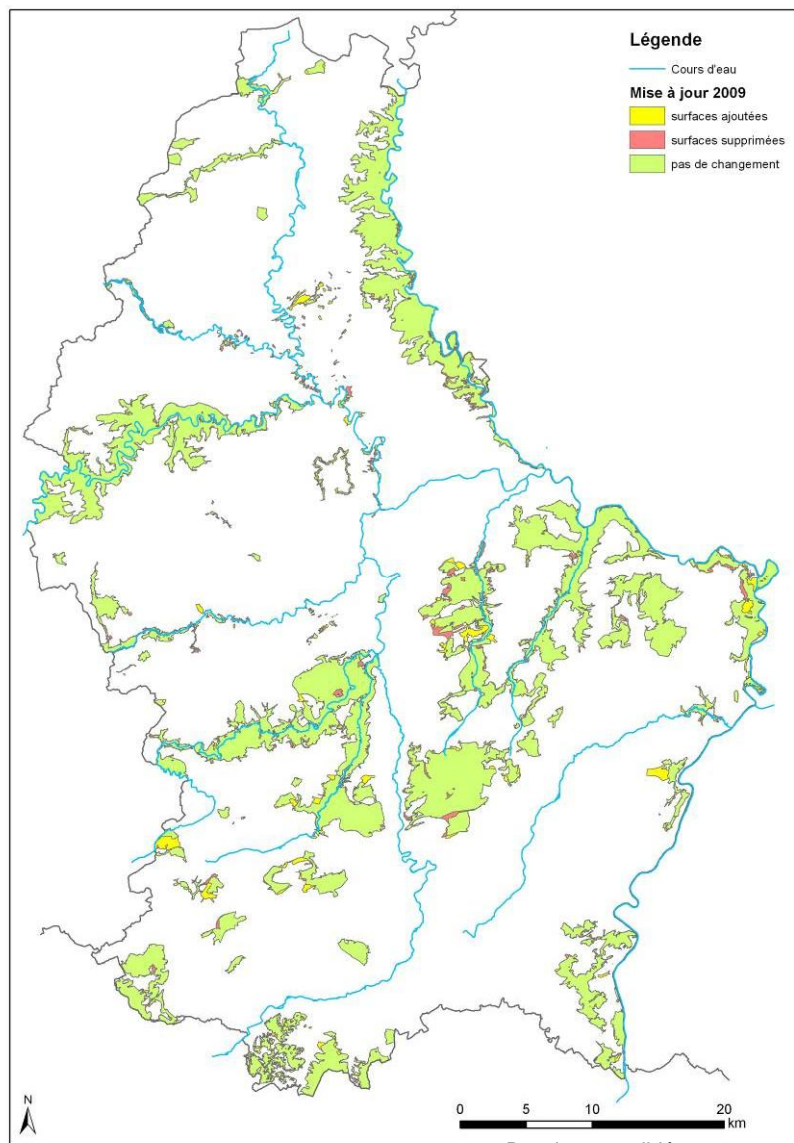 Légende
Cours d'eau
Mise à jour 2009
surfaces ajoutées
surfaces supprimées
pas de changement
N
0 5 10 20
km